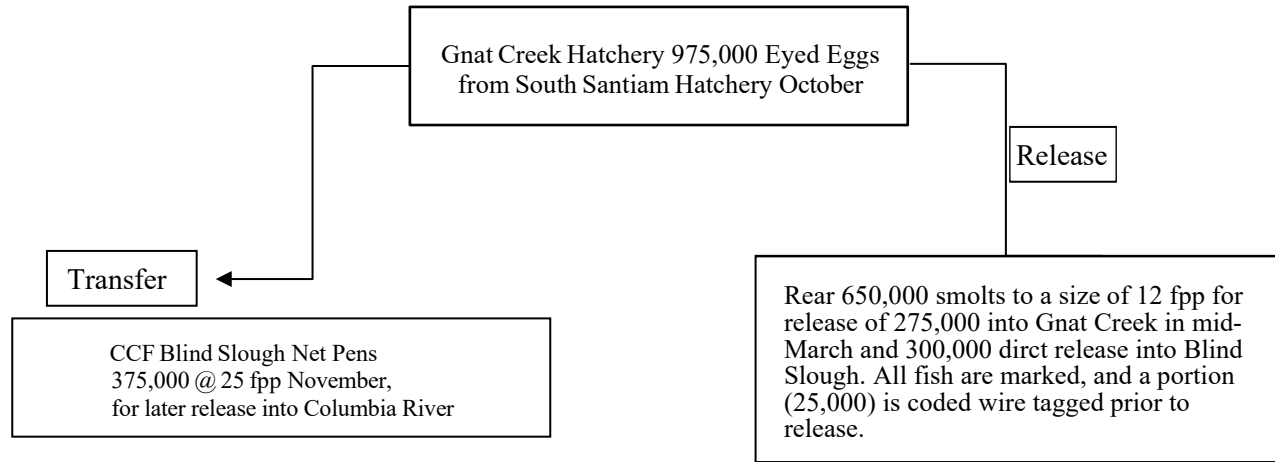 Gnat Creek Hatchery 975,000 Eyed Eggs
from South Santiam Hatchery October
Release
Transfer
CCF Blind Slough Net Pens
375,000 @ 25 fpp November,
for later release into Columbia River
Rear 650,000 smolts to a size of 12 fpp for
release of 275,000 into Gnat Creek in mid-
March and 300,000 dirct release into Blind
Slough. All fish are marked, and a portion
(25,000) is coded wire tagged prior to
release.